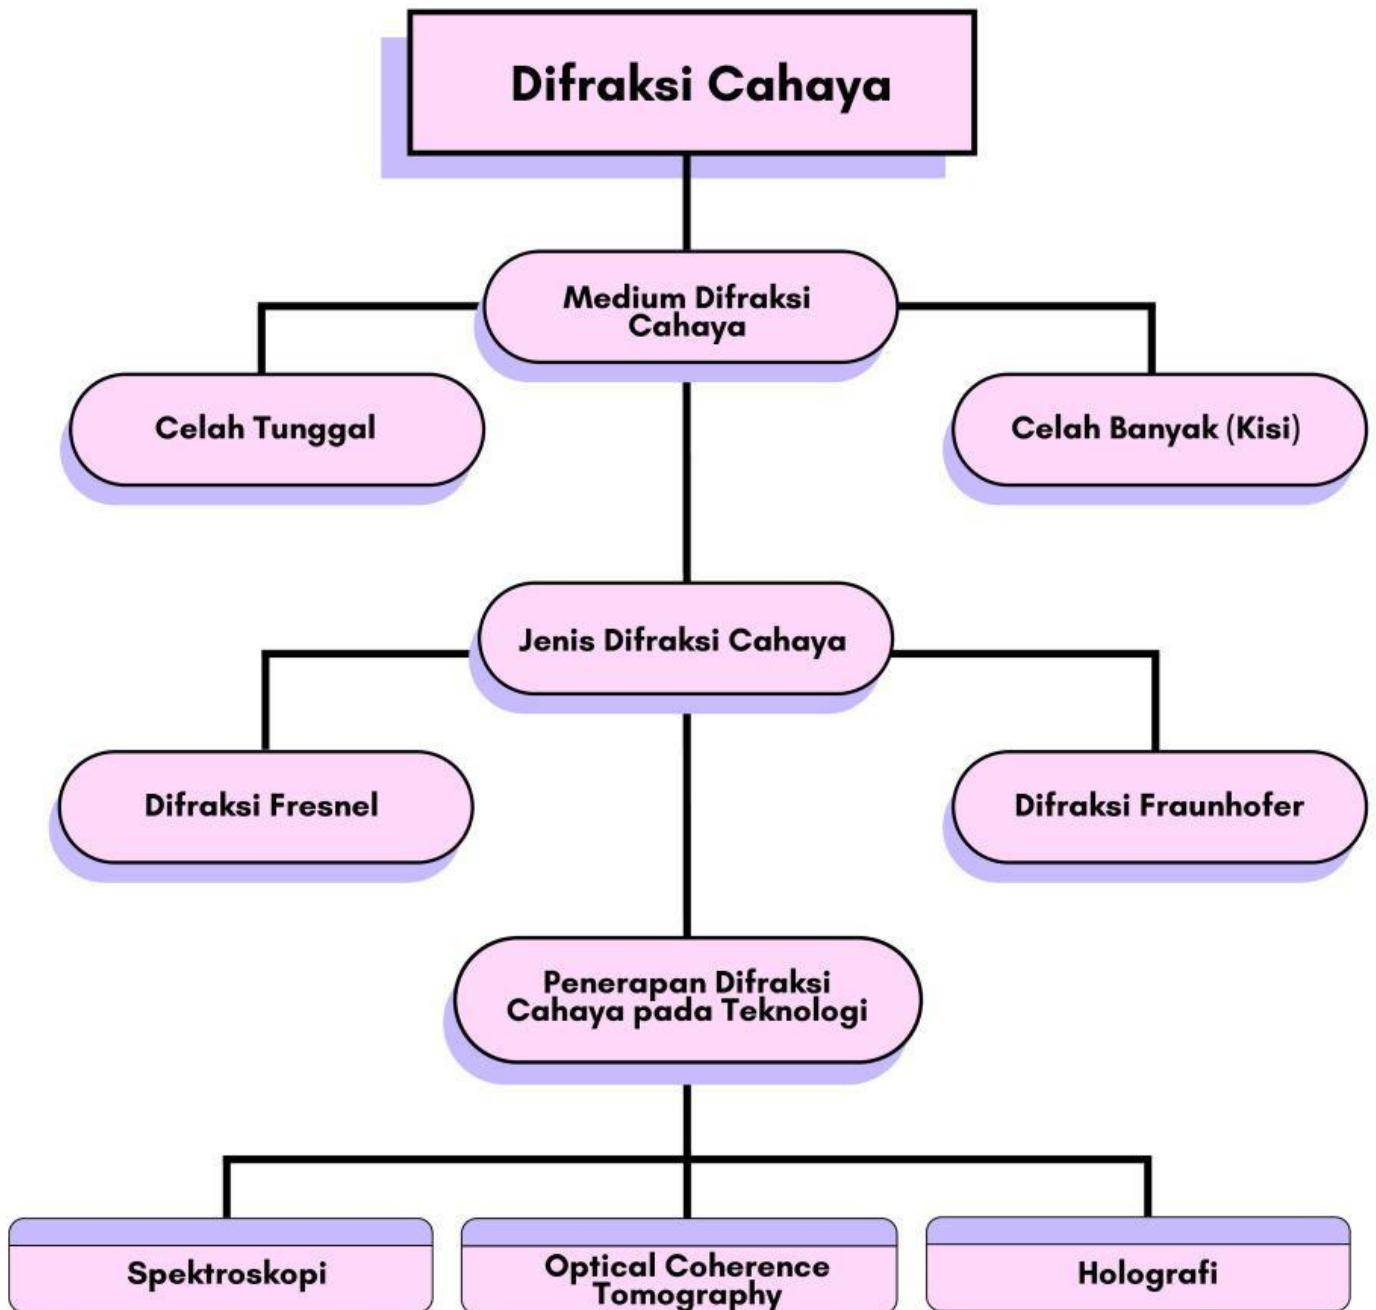 Difraksi Cahaya
Medium Difraksi
Cahaya
Celah Tunggal
Celah Banyak (Kisi)
Jenis Difraksi Cahaya
Difraksi Fresnel
Difraksi Fraunhofer
Penerapan Difraksi
Cahaya pada Teknologi
Spektroskopi
Optical Coherence
Tomography
Holografi